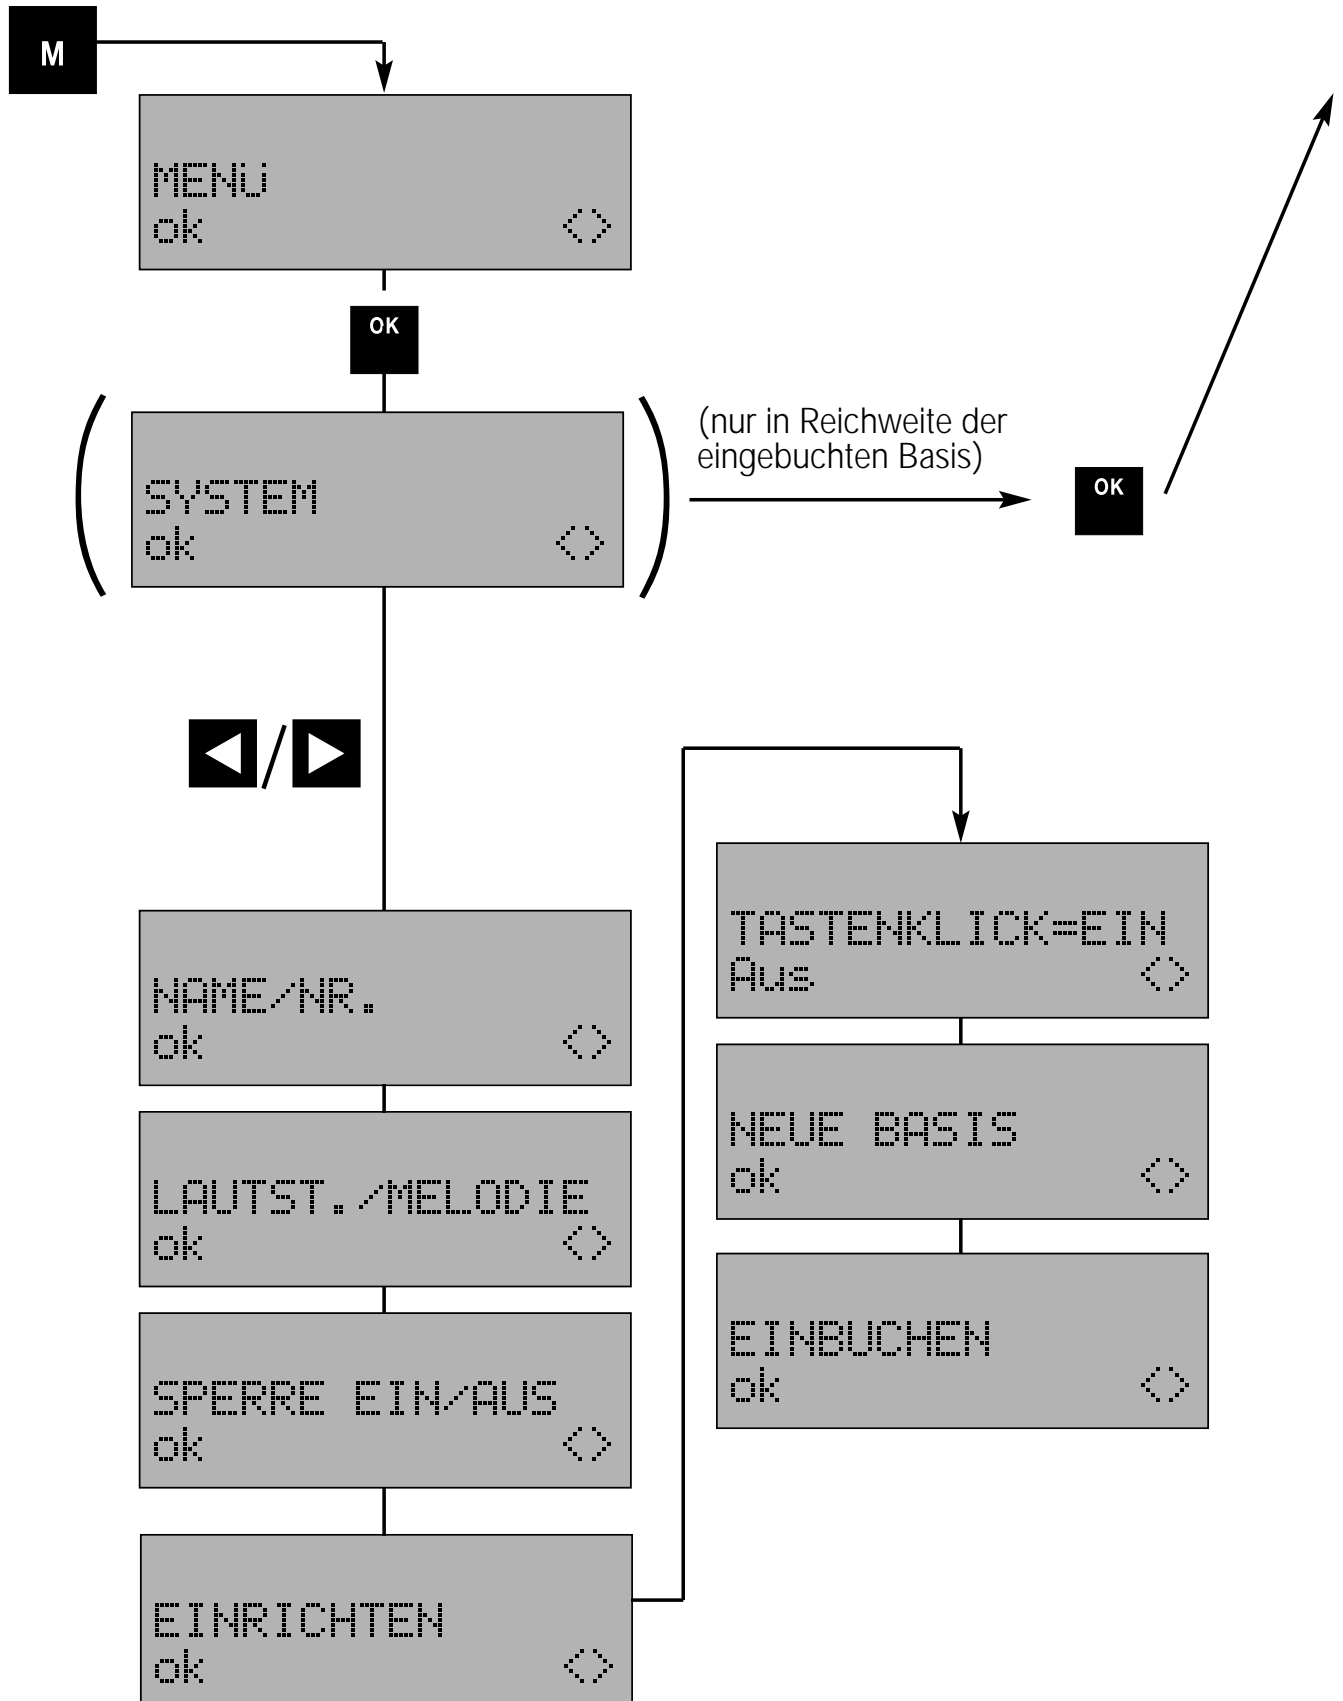 M
MENÜ
ok <>
OK
SYSTEM
ok <>
(nur in Reichweite der
eingebuchten Basis)
OK
/
NAME/NR.
ok <>
LAUTST./MELODIE
ok <>
SPERRE EIN/AUS
ok <>
EINRICHTEN
ok <>
TASTENKLICK=EIN
Aus <>
NEUE BASIS
ok <>
EINBUCHEN
ok <>